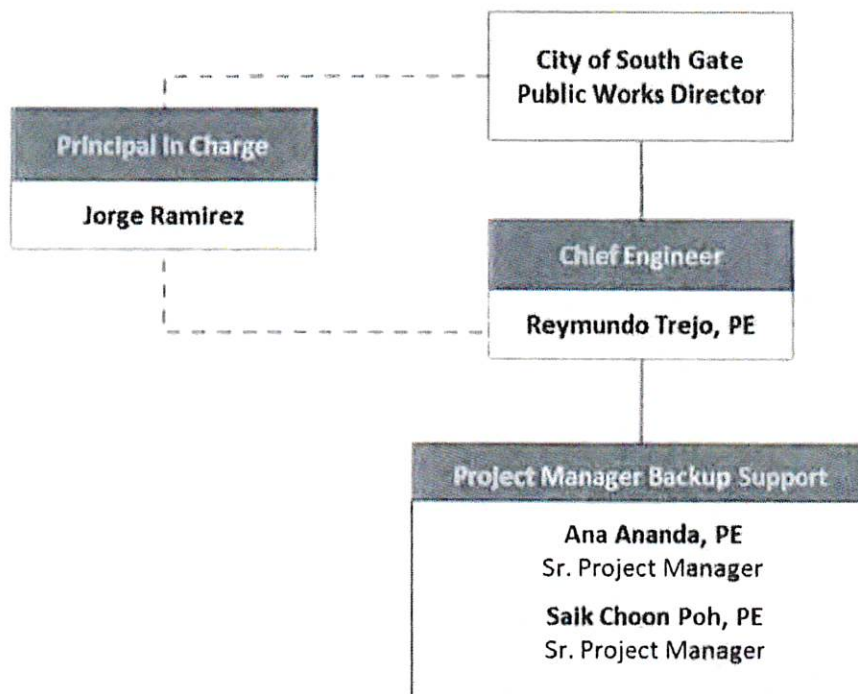 City of South Gate
Public Works Director
Principal In Charge
Jorge Ramirez
Chief Engineer
Reymundo Trejo, PE
Project Manager Backup Support
Ana Ananda, PE
Sr. Project Manager
Saik Choon Poh, PE
Sr. Project Manager